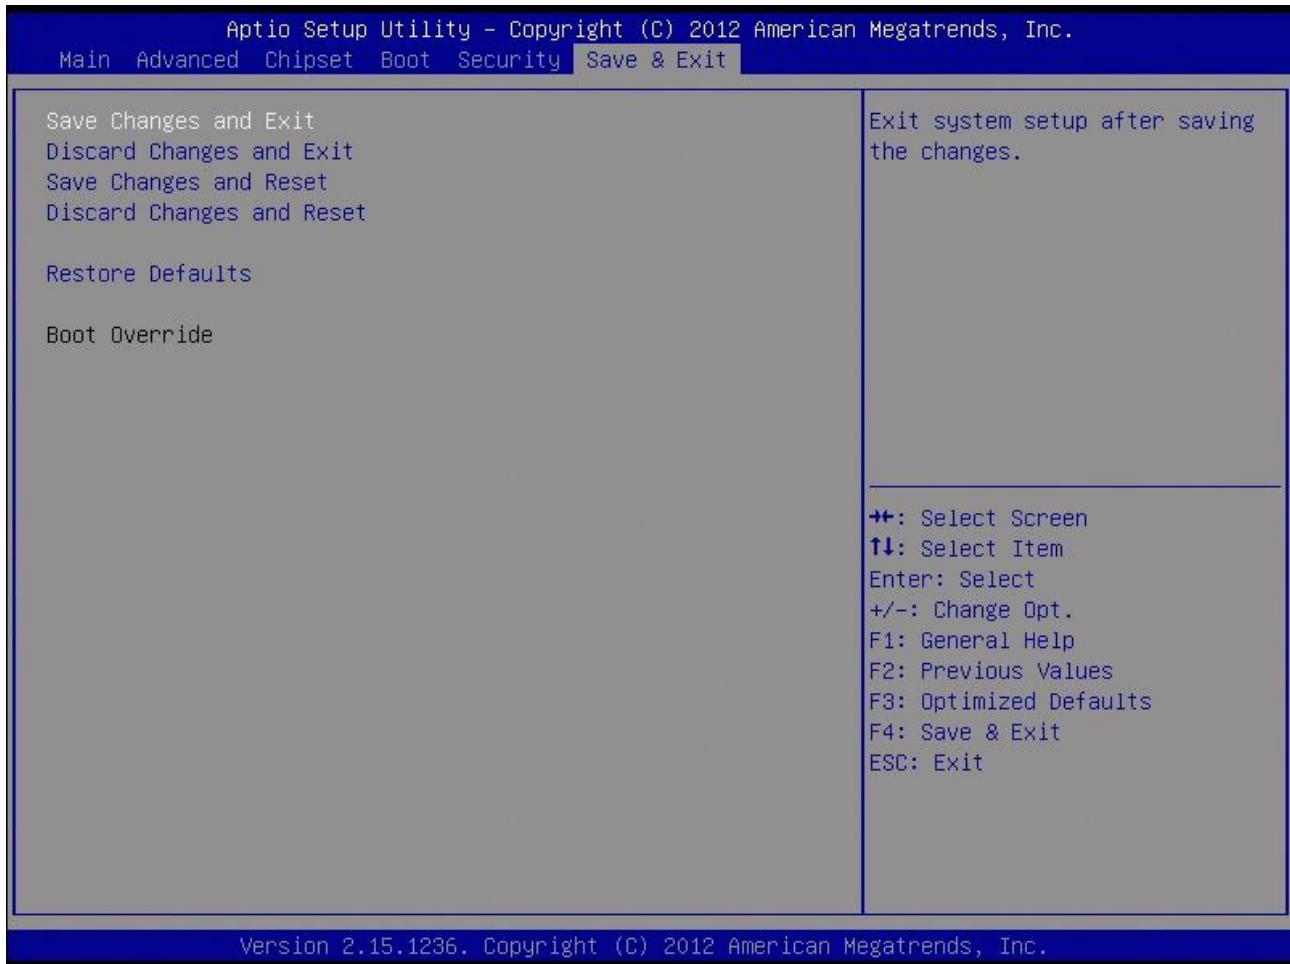 Aptio Setup Utility – Copyright (C) 2012 American Megatrends, Inc.
Main Advanced Chipset Boot Security Save & Exit
Save Changes and Exit
Discard Changes and Exit
Save Changes and Reset
Discard Changes and Reset
Restore Defaults
Boot Override
Exit system setup after saving
the changes.
→←: Select Screen
↑↓: Select Item
Enter: Select
+/-: Change Opt.
F1: General Help
F2: Previous Values
F3: Optimized Defaults
F4: Save & Exit
ESC: Exit
Version 2.15.1236. Copyright (C) 2012 American Megatrends, Inc.